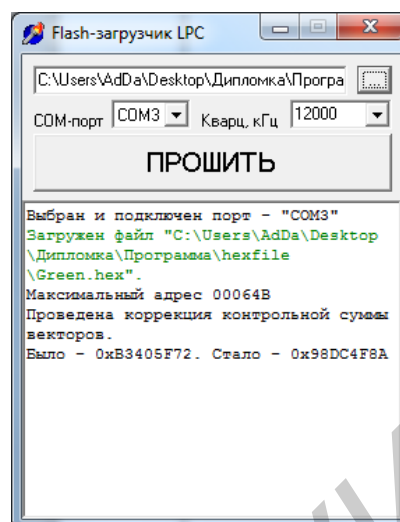 Flash-загрузчик LPC
C:\Users\AdDa\Desktop\Дипломка\Програ ...
COM-порт COM3 Кварц, кГц 12000
ПРОШИТЬ
Выбран и подключен порт - "COM3"
Загружен файл "C:\Users\AdDa\Desktop
\Дипломка\Программа\hexfile
\Green.hex".
Максимальный адрес 00064B
Проведена коррекция контрольной суммы
векторов.
Было - 0xB3405F72. Стало - 0x98DC4F8A